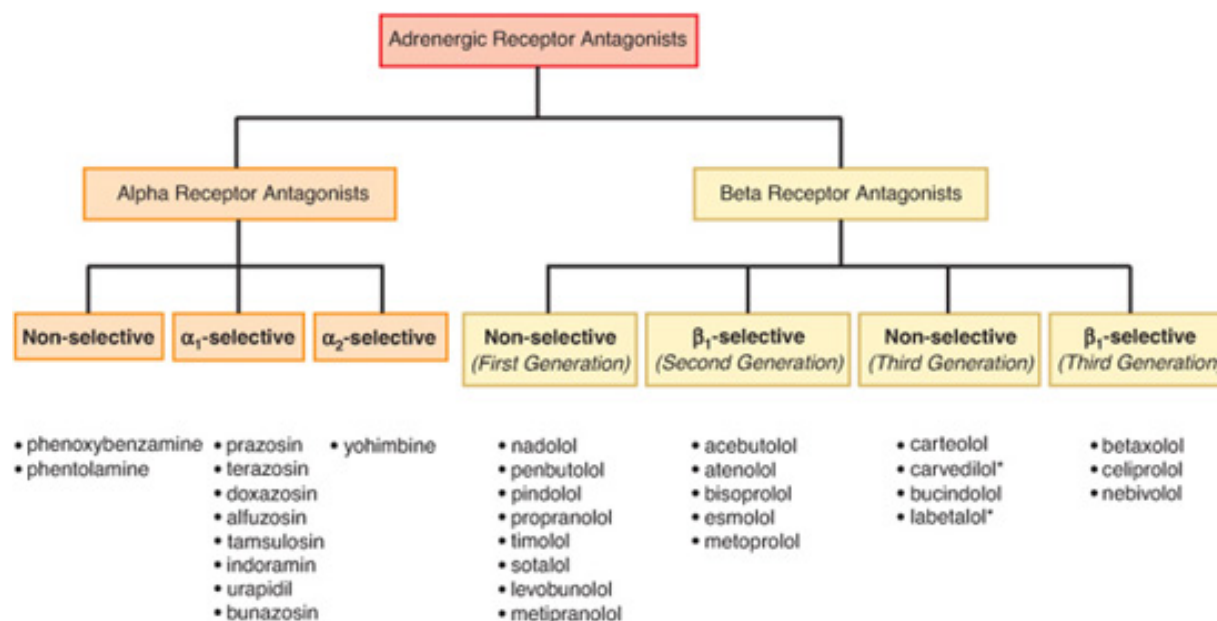 Adrenergic Receptor Antagonists
Alpha Receptor Antagonists
Beta Receptor Antagonists
Non-selective
α₁-selective
α₂-selective
Non-selective
(First Generation)
β₁-selective
(Second Generation)
Non-selective
(Third Generation)
β₁-selective
(Third Generation)
• phenoxybenzamine
• phentolamine
• prazosin
• terazosin
• doxazosin
• alfuzosin
• tamsulosin
• indoramin
• urapidil
• bunazosin
• yohimbine
• nadolol
• penbutolol
• pindolol
• propranolol
• timolol
• sotalol
• levobunolol
• metipranolol
• acebutolol
• atenolol
• bisoprolol
• esmolol
• metoprolol
• carteolol
• carvedilol*
• bucindolol
• labetalol*
• betaxolol
• celiprolol
• nebivolol